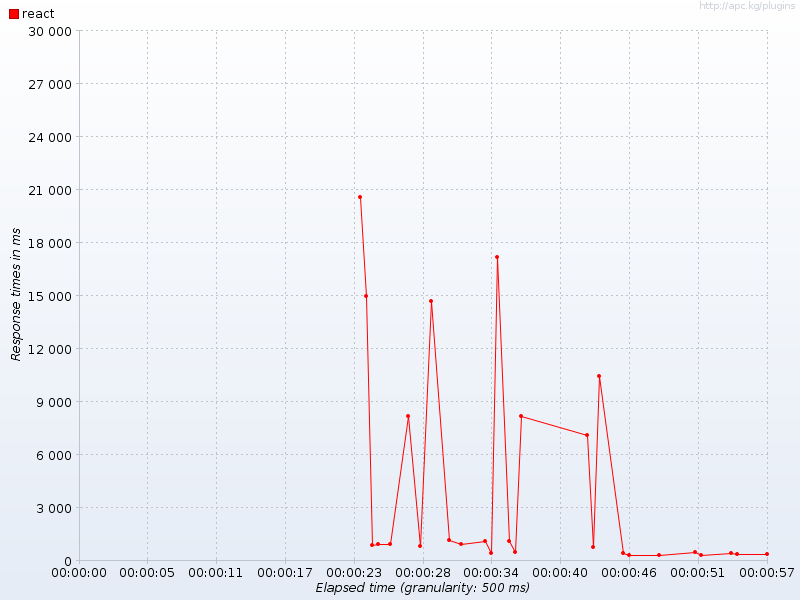 http://apc.kg/plugins
react
30 000
27 000
24 000
21 000
18 000
15 000
12 000
9 000
6 000
3 000
0
Response times in ms
00:00:00 00:00:05 00:00:11 00:00:17 00:00:23 00:00:28 00:00:34 00:00:40 00:00:46 00:00:51 00:00:57
Elapsed time (granularity: 500 ms)